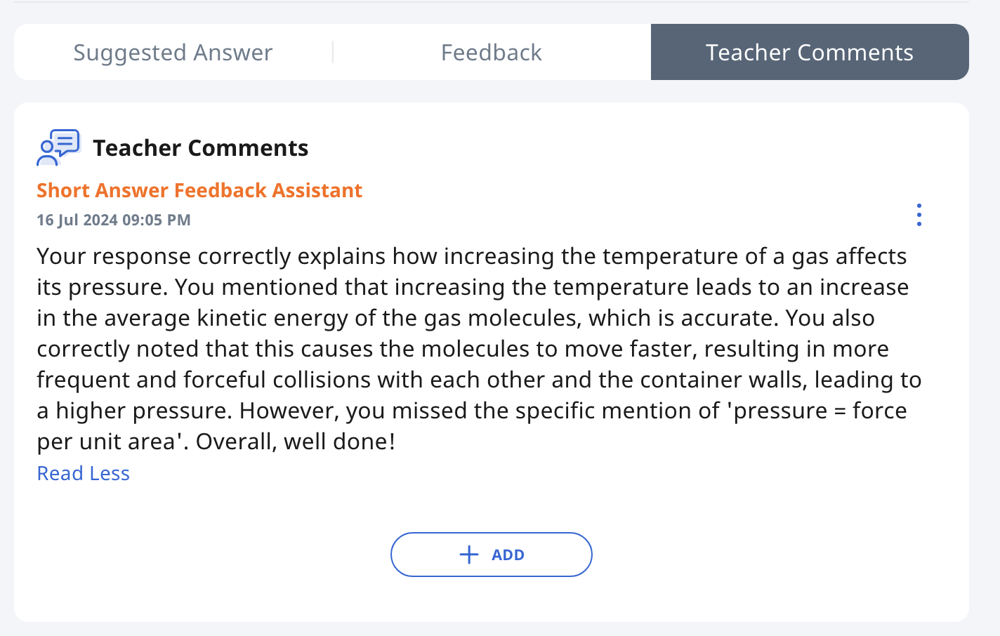 Suggested Answer
Feedback
Teacher Comments
Teacher Comments
Short Answer Feedback Assistant
16 Jul 2024 09:05 PM
Your response correctly explains how increasing the temperature of a gas affects
its pressure. You mentioned that increasing the temperature leads to an increase
in the average kinetic energy of the gas molecules, which is accurate. You also
correctly noted that this causes the molecules to move faster, resulting in more
frequent and forceful collisions with each other and the container walls, leading to
a higher pressure. However, you missed the specific mention of 'pressure = force
per unit area'. Overall, well done!
Read Less
ADD